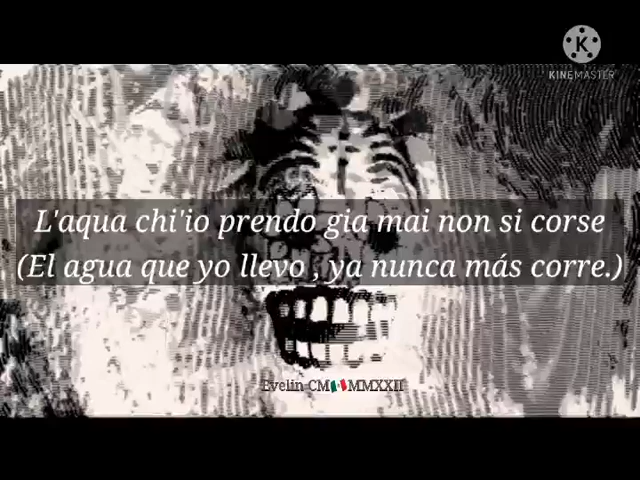 KINEMASTER
L'aqua chi'io prendo gia mai non si corse
(El agua que yo llevo , ya nunca más corre.)
Evelin CM🇲🇽MMXXII